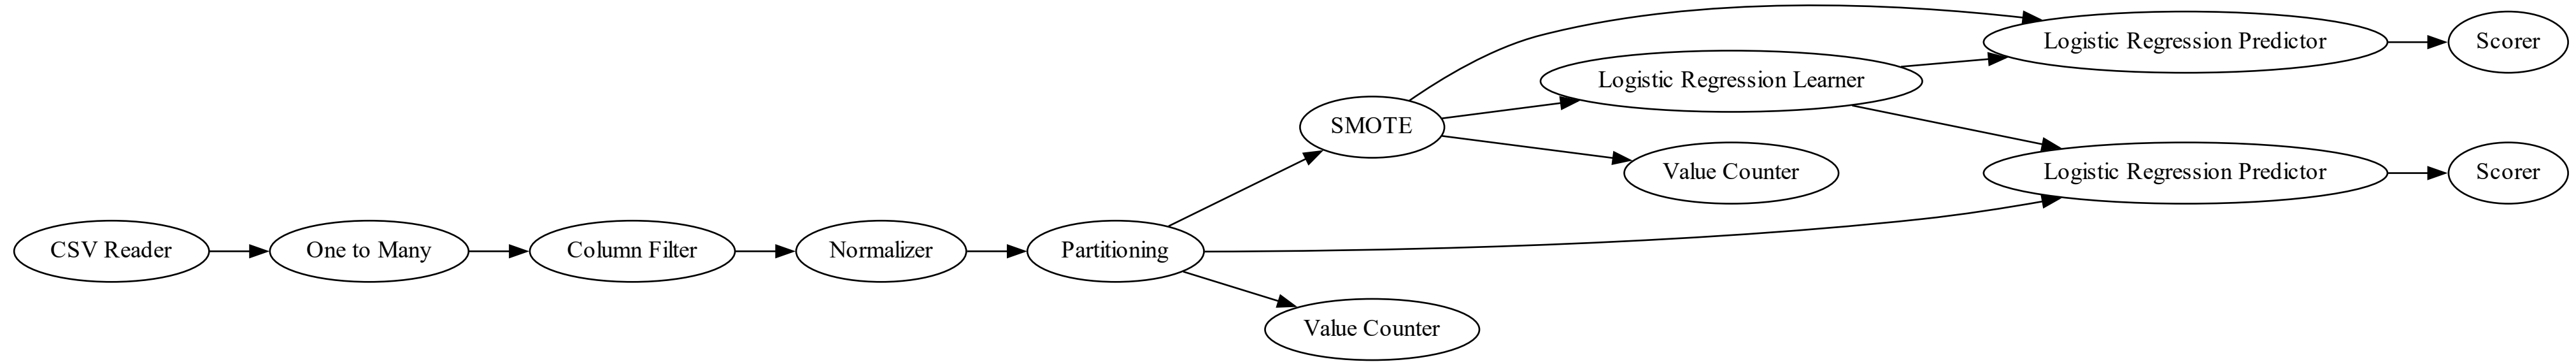 CSV Reader
One to Many
Column Filter
Normalizer
Partitioning
SMOTE
Value Counter
Logistic Regression Learner
Value Counter
Logistic Regression Predictor
Logistic Regression Predictor
Scorer
Scorer